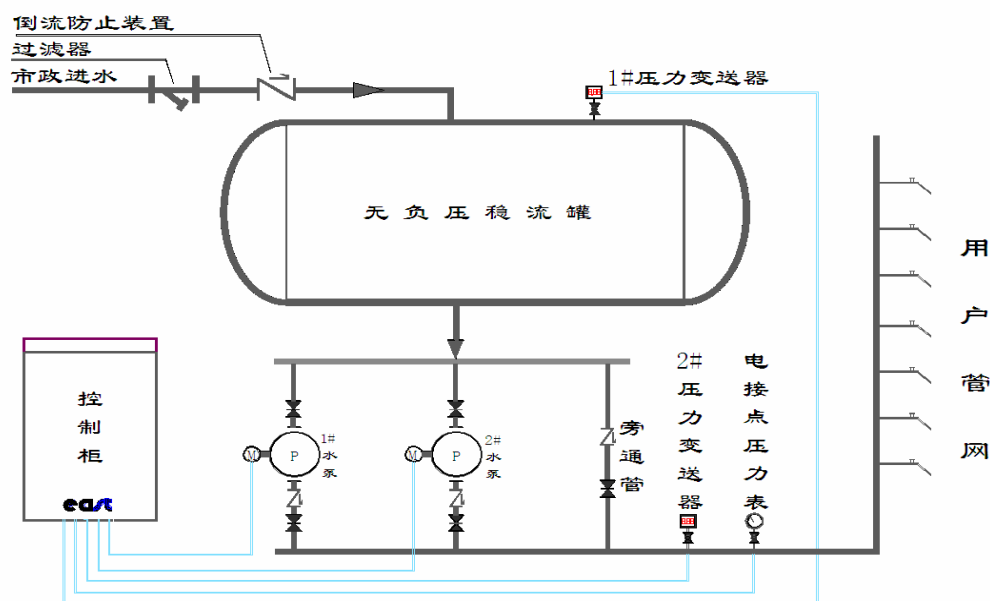 倒流防止装置
过滤器
市政进水
1#压力变送器
无负压稳流罐
用户管网
控制柜
east
M
P
1#水泵
M
P
2#水泵
旁通管
2#压力变送器
电接点压力表